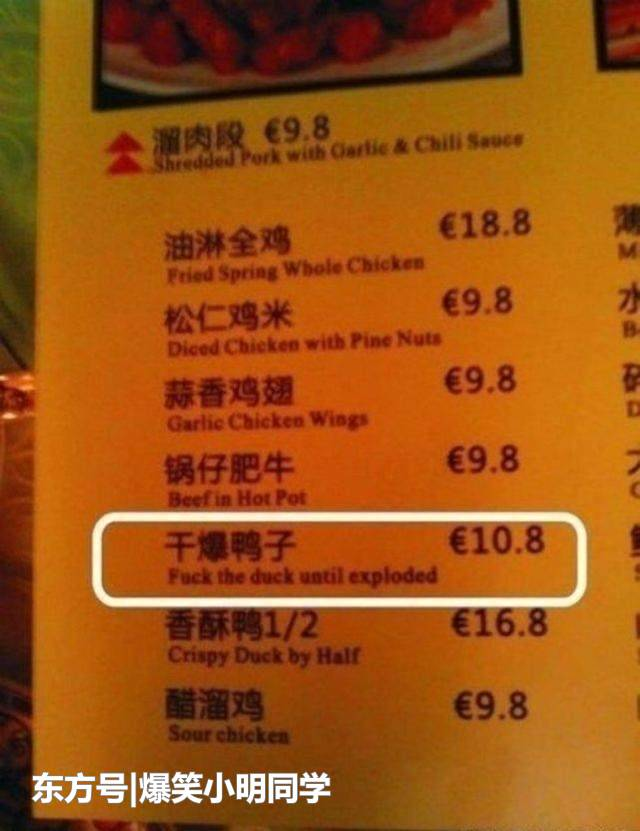 溜肉段 €9.8
Shredded Pork with Garlic & Chili Sauce
油淋全鸡 €18.8
Fried Spring Whole Chicken
松仁鸡米 €9.8
Diced Chicken with Pine Nuts
蒜香鸡翅 €9.8
Garlic Chicken Wings
锅仔肥牛 €9.8
Beef in Hot Pot
干爆鸭子 €10.8
Fuck the duck until exploded
香酥鸭1/2 €16.8
Crispy Duck by Half
醋溜鸡 €9.8
Sour chicken
东方号|爆笑小明同学